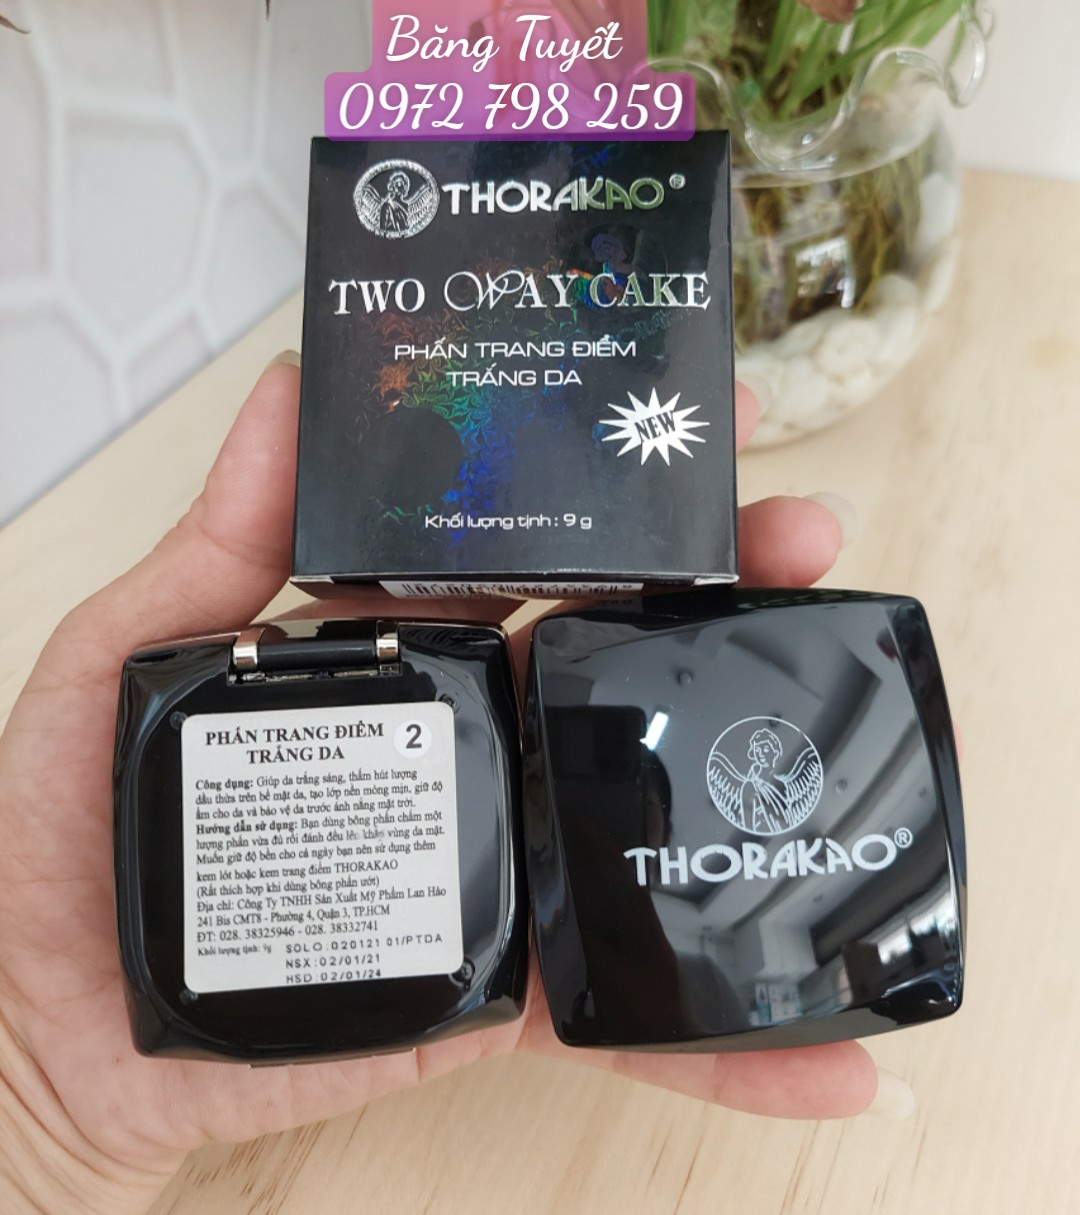 Băng Tuyết
0972 798 259
THORAKAO®
TWO WAY CAKE
PHẤN TRANG ĐIỂM
TRẮNG DA
NEW
Khối lượng tịnh : 9 g
PHẤN TRANG ĐIỂM
TRẮNG DA
2
Công dụng: Giúp da trắng sáng, thấm hút lượng
dầu thừa trên bề mặt da, tạo lớp nền mỏng mịn, giữ độ
ẩm cho da và bảo vệ da trước ánh nắng mặt trời.
Hướng dẫn sử dụng: Bạn dùng bông phấn chấm một
lượng phấn vừa đủ rồi đánh đều lên khắp vùng da mặt.
Muốn giữ độ bền cho cả ngày bạn nên sử dụng thêm
kem lót hoặc kem trang điểm THORAKAO
(Rất thích hợp khi dùng bông phấn ướt)
Địa chỉ: Công Ty TNHH Sản Xuất Mỹ Phẩm Lan Hảo
241 Bis CMT8 - Phường 4, Quận 3, TP.HCM
ĐT: 028. 38325946 - 028. 38332741
Khối lượng tịnh: 9g
SOLO:020121 01/PTDA
NSX:02/01/21
HSD:02/01/24
THORAKAO®